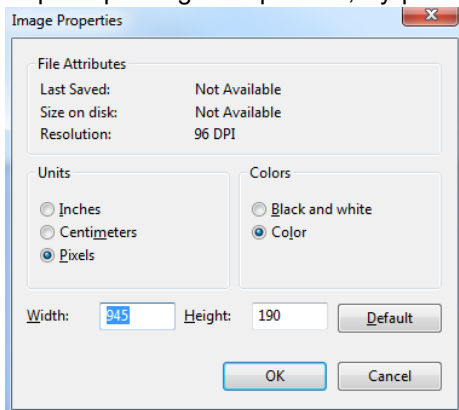 Image Properties
File Attributes
Last Saved: Not Available
Size on disk: Not Available
Resolution: 96 DPI
Units
Colors
Inches
Black and white
Centimeters
Color
Pixels
Width: 945 Height: 190 Default
OK Cancel